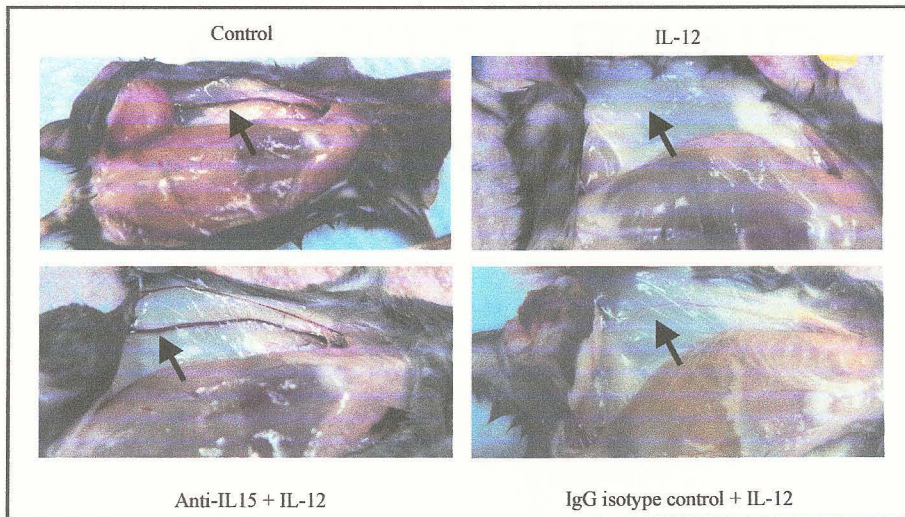 Control
IL-12
Anti-IL15 + IL-12
IgG isotype control + IL-12